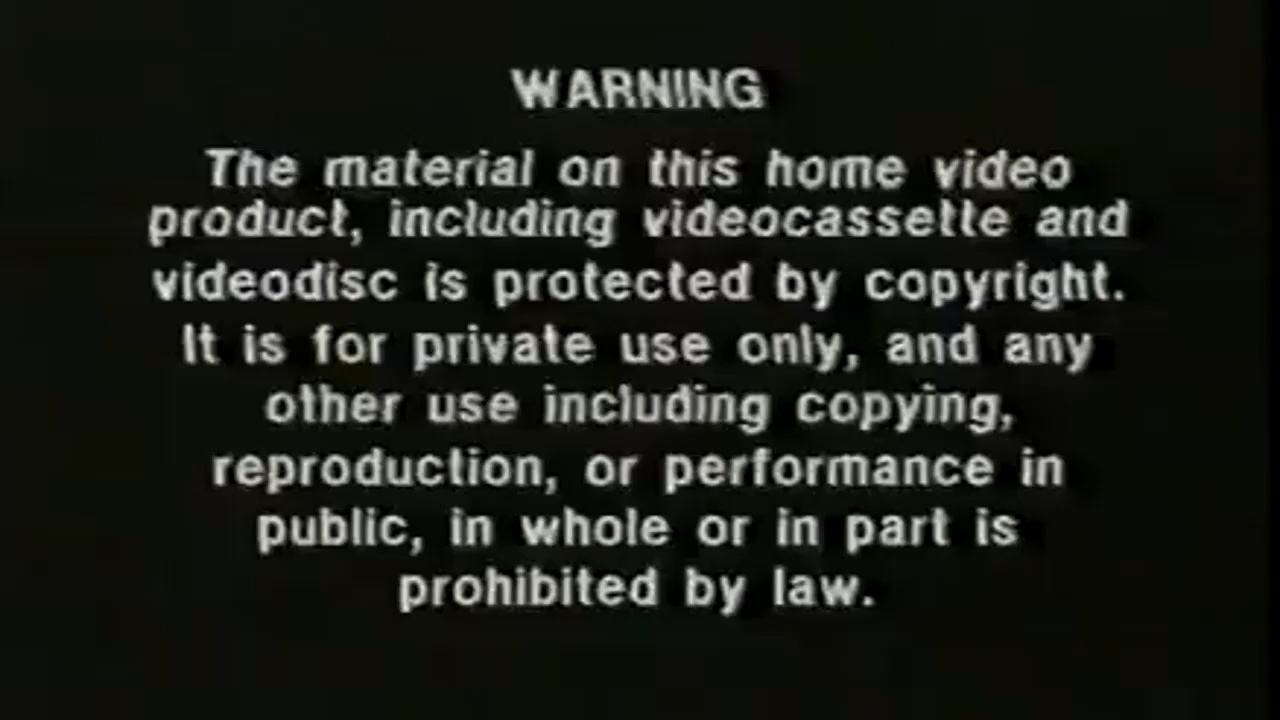 WARNING
The material on this home video
product, including videocassette and
videodisc is protected by copyright.
It is for private use only, and any
other use including copying,
reproduction, or performance in
public, in whole or in part is
prohibited by law.